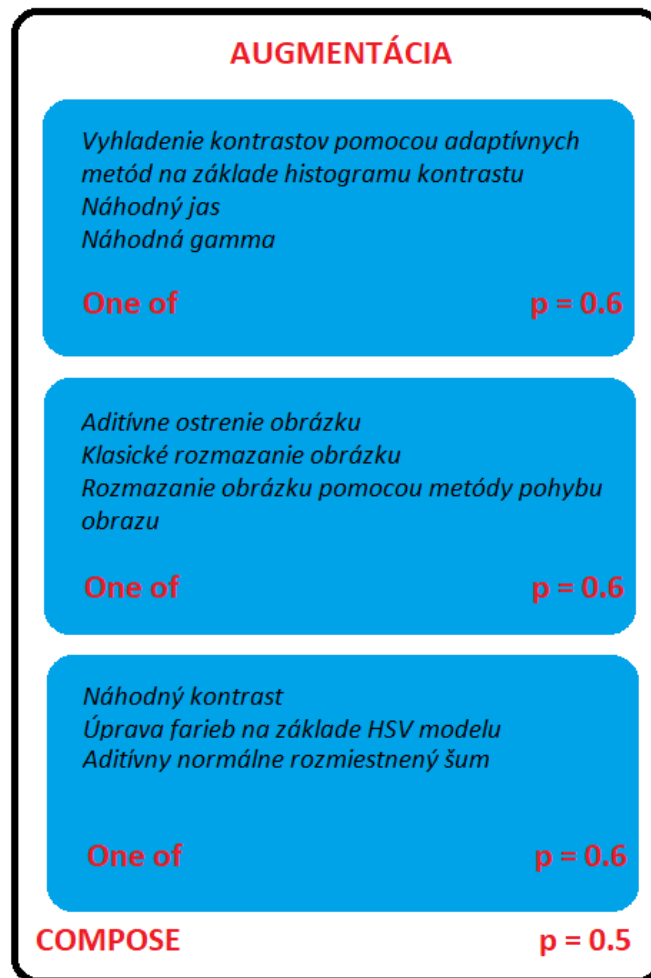 AUGMENTÁCIA
Vyhladenie kontrastov pomocou adaptívnych
metód na základe histogramu kontrastu
Náhodný jas
Náhodná gamma
One of p = 0.6
Aditívne ostrenie obrázku
Klasické rozmazanie obrázku
Rozmazanie obrázku pomocou metódy pohybu
obrazu
One of p = 0.6
Náhodný kontrast
Úprava farieb na základe HSV modelu
Aditívny normálne rozmiestnený šum
One of p = 0.6
COMPOSE p = 0.5